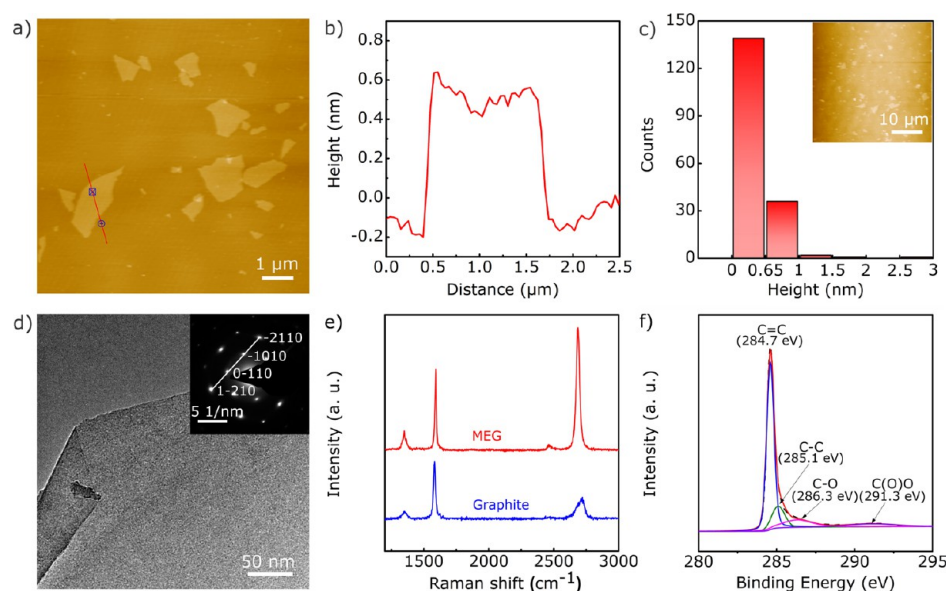 a)
1 μm
b)
Height (nm)
0.8
0.6
0.4
0.2
0.0
-0.2
0.0 0.5 1.0 1.5 2.0 2.5
Distance (μm)
c)
Counts
150
120
90
60
30
0
10 μm
0 0.65 1 1.5 2 3
Height (nm)
d)
-2110
-1010
0-110
1-210
5 1/nm
50 nm
e)
Intensity (a. u.)
MEG
Graphite
1500 2000 2500 3000
Raman shift (cm⁻¹)
f)
Intensity (a. u.)
C=C
(284.7 eV)
C-C
(285.1 eV)
C-O
(286.3 eV)
C(O)O
(291.3 eV)
280 285 290 295
Binding Energy (eV)